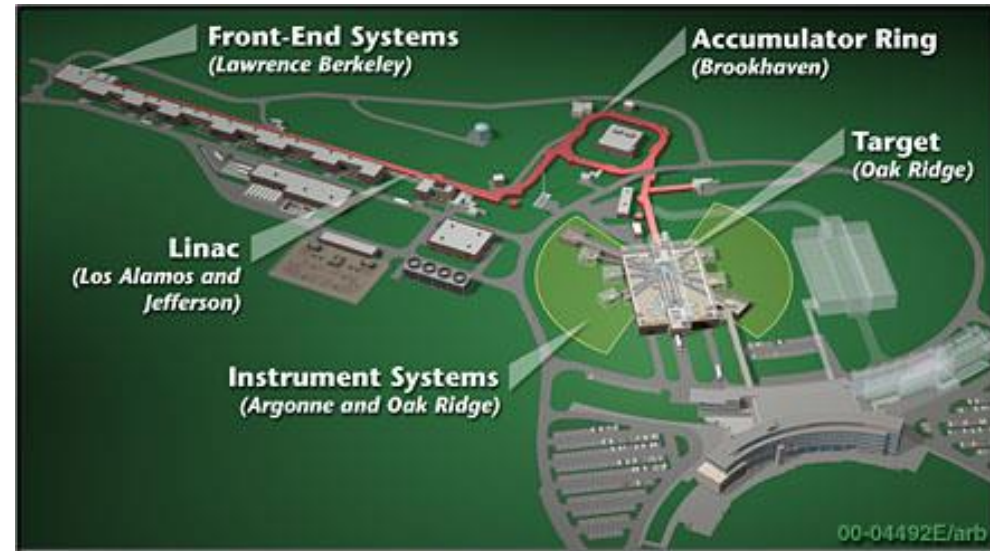 Front-End Systems
(Lawrence Berkeley)
Accumulator Ring
(Brookhaven)
Target
(Oak Ridge)
Linac
(Los Alamos and
Jefferson)
Instrument Systems
(Argonne and Oak Ridge)
00-04492E/arb